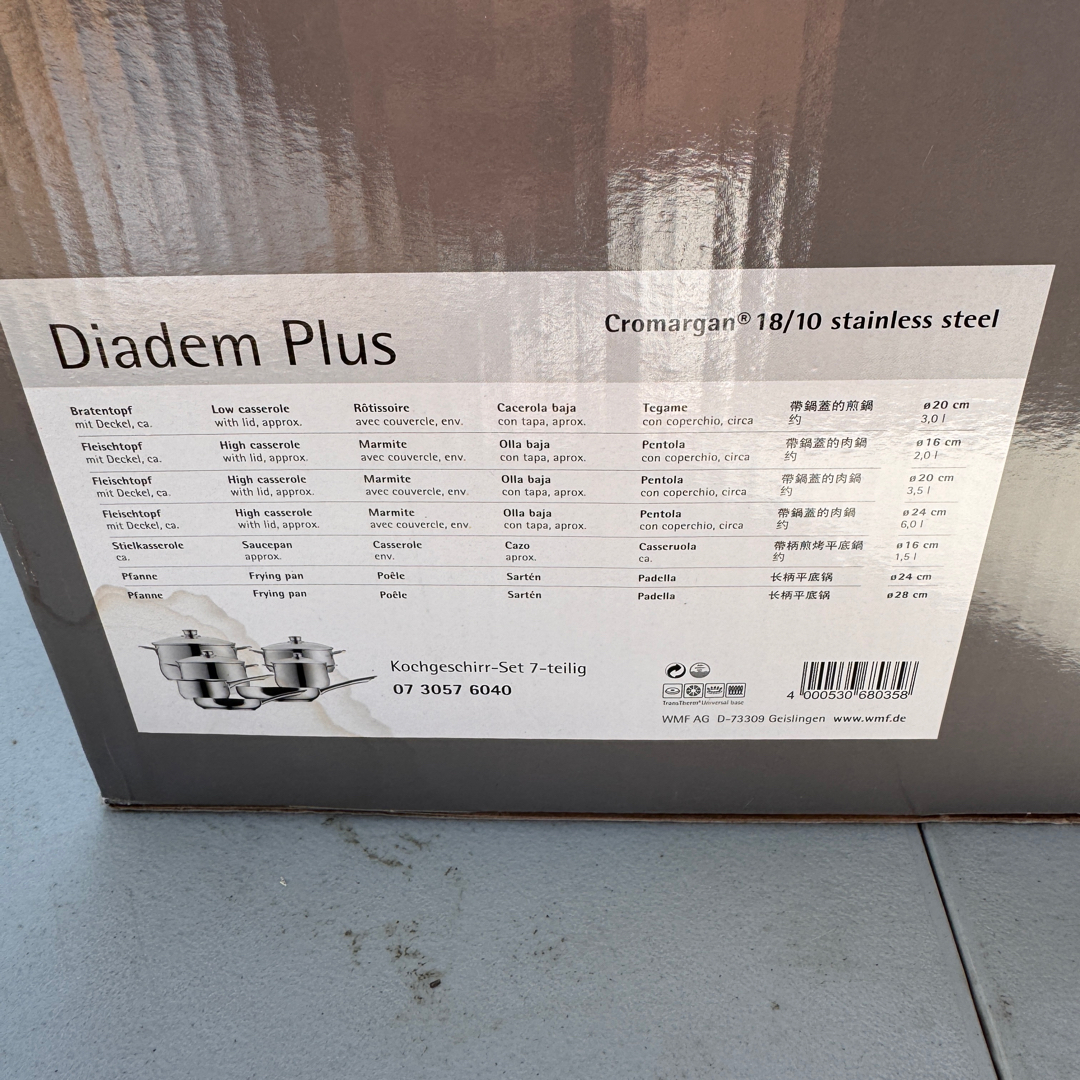 Diadem Plus
Cromargan® 18/10 stainless steel
Bratentopf Low casserole Rôtissoire Cacerola baja Tegame 帶鍋蓋的煎鍋 ø 20 cm
mit Deckel, ca. with lid, approx. avec couvercle, env. con tapa, aprox. con coperchio, circa 约 3,0 l
Fleischtopf High casserole Marmite Olla baja Pentola 帶鍋蓋的肉鍋 ø 16 cm
mit Deckel, ca. with lid, approx. avec couvercle, env. con tapa, aprox. con coperchio, circa 约 2,0 l
Fleischtopf High casserole Marmite Olla baja Pentola 帶鍋蓋的肉鍋 ø 20 cm
mit Deckel, ca. with lid, approx. avec couvercle, env. con tapa, aprox. con coperchio, circa 约 3,5 l
Fleischtopf High casserole Marmite Olla baja Pentola 帶鍋蓋的肉鍋 ø 24 cm
mit Deckel, ca. with lid, approx. avec couvercle, env. con tapa, aprox. con coperchio, circa 约 6,0 l
Stielkasserole Saucepan Casserole Cazo Casseruola 帶柄煎烤平底鍋 ø 16 cm
ca. approx. env. aprox. ca. 约 1,5 l
Pfanne Frying pan Poêle Sartén Padella 长柄平底锅 ø 24 cm
Pfanne Frying pan Poêle Sartén Padella 长柄平底锅 ø 28 cm
Kochgeschirr-Set 7-teilig
07 3057 6040
TransTherm® Universal base
4 000530 680358
WMF AG D-73309 Geislingen www.wmf.de